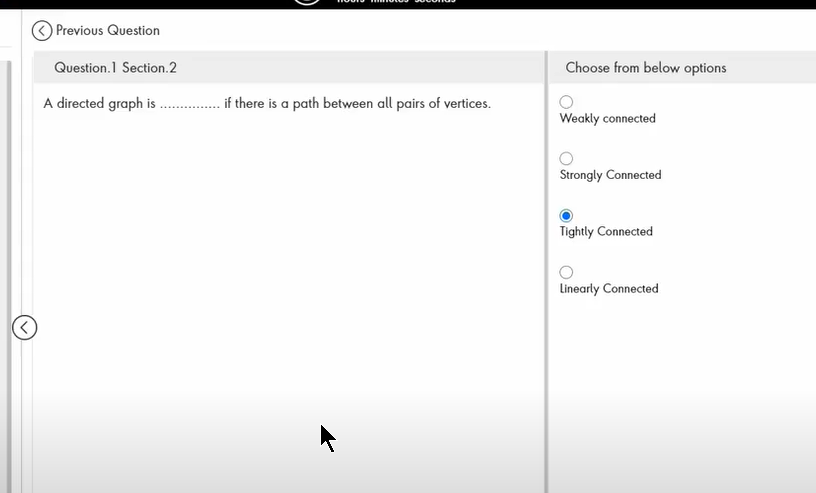 hours minutes seconds
Previous Question
Question.1 Section.2
Choose from below options
A directed graph is ............... if there is a path between all pairs of vertices.
Weakly connected
Strongly Connected
Tightly Connected
Linearly Connected